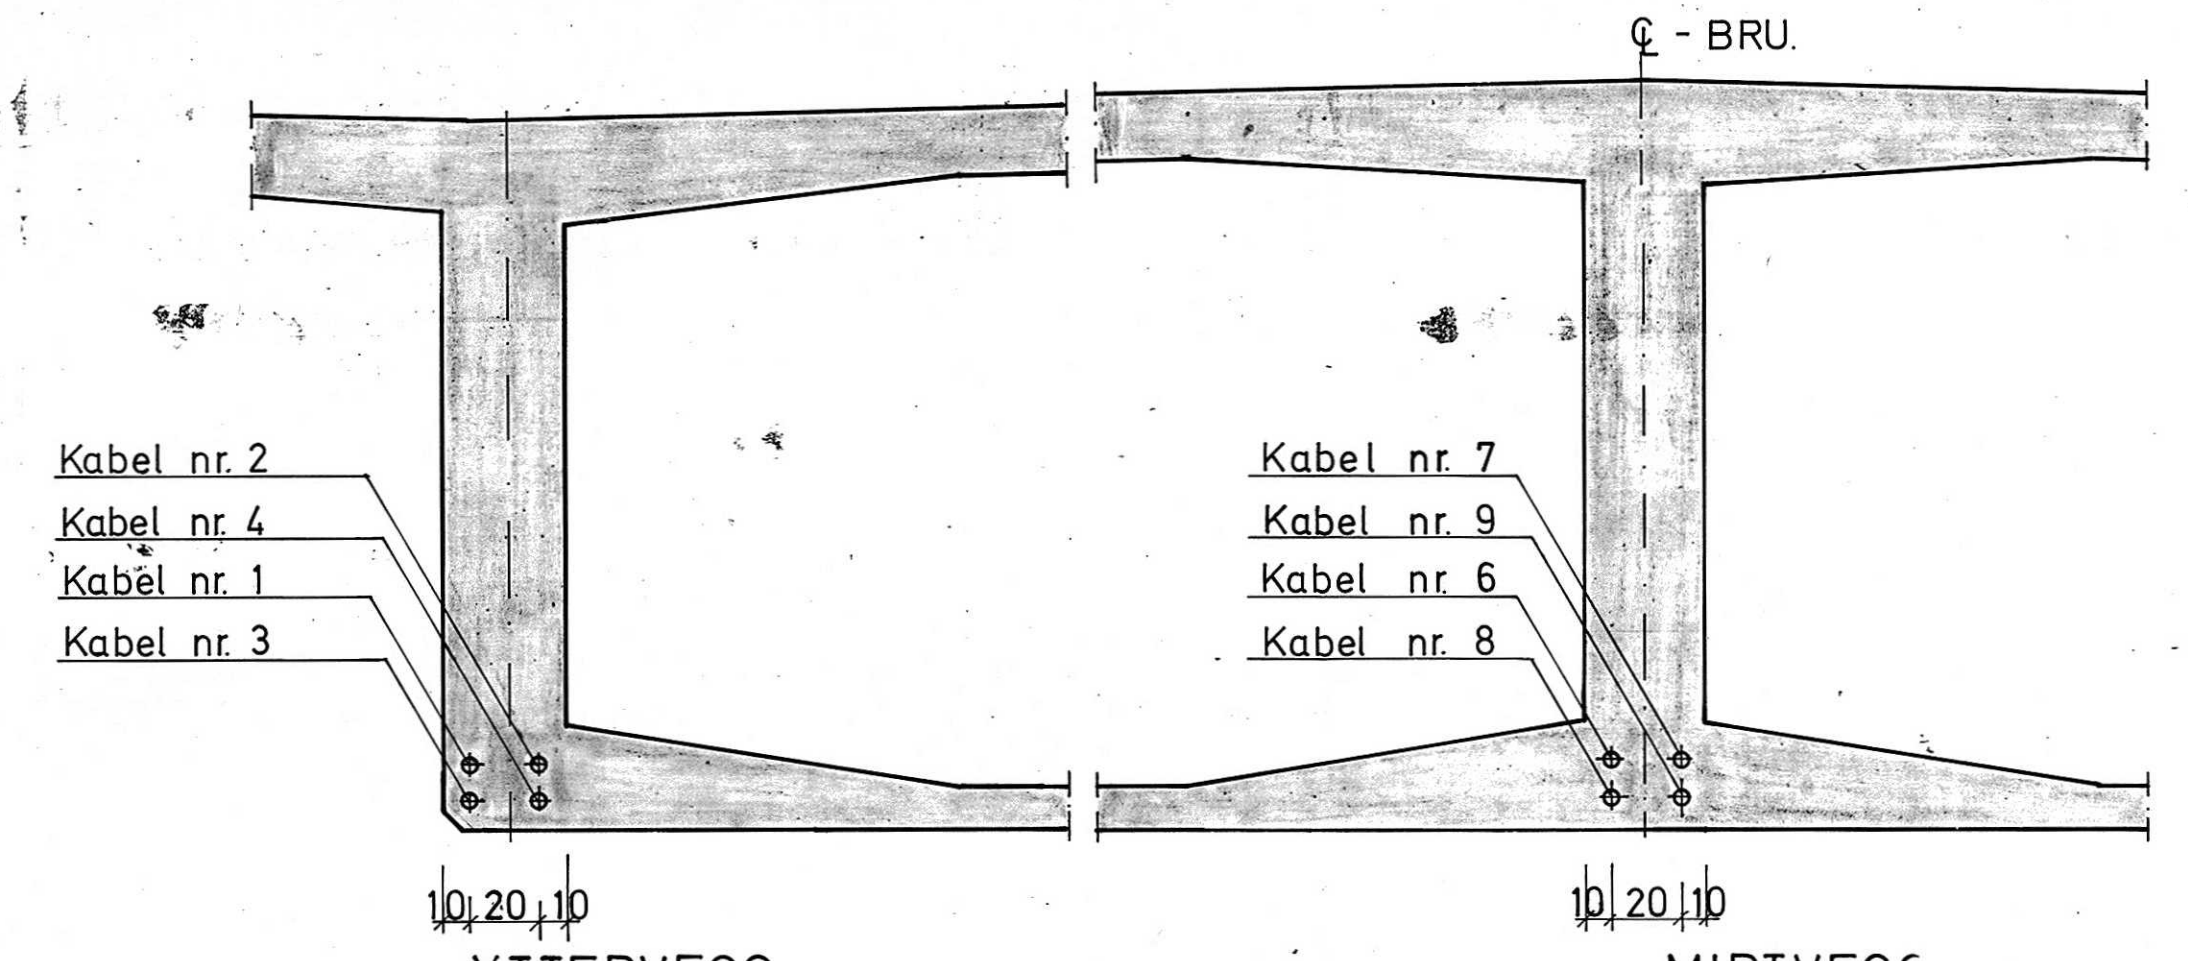 ℄ - BRU.
Kabel nr. 2
Kabel nr. 4
Kabel nr. 1
Kabel nr. 3
Kabel nr. 7
Kabel nr. 9
Kabel nr. 6
Kabel nr. 8
10 20 10
10 20 10